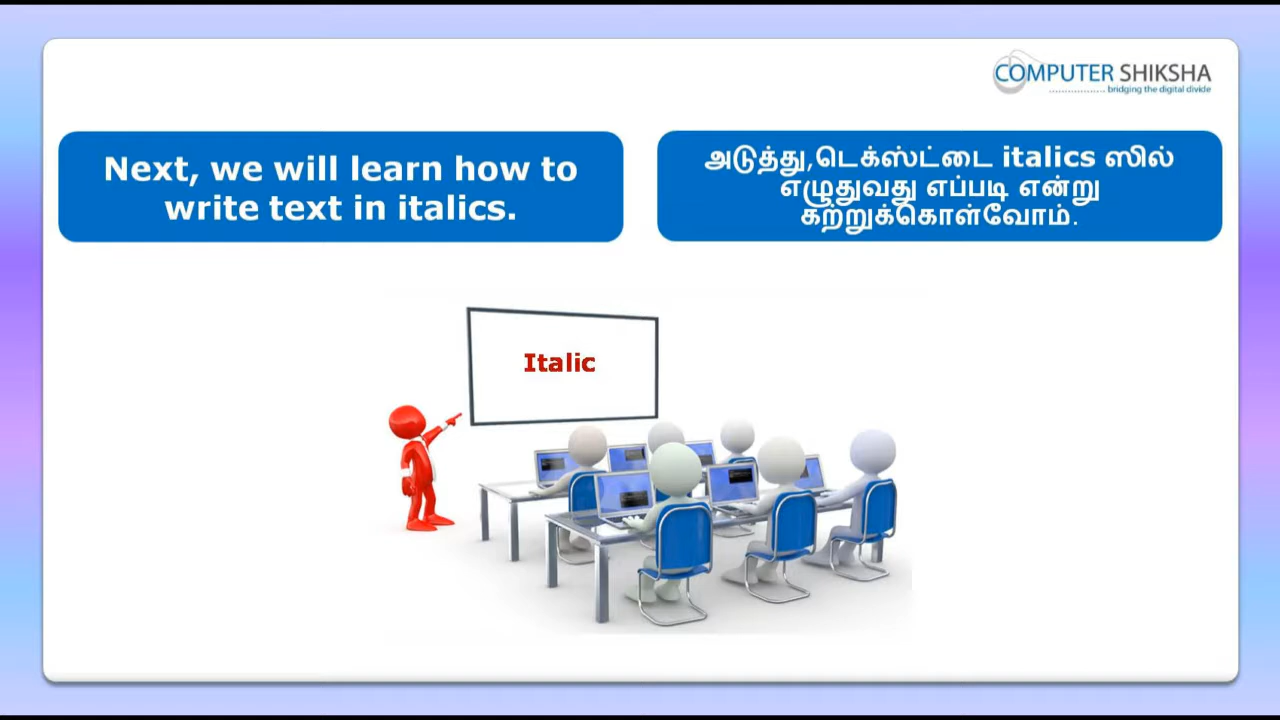 COMPUTER SHIKSHA
bridging the digital divide
Next, we will learn how to
write text in italics.
அடுத்து,டெக்ஸ்ட்டை italics ஸில்
எழுதுவது எப்படி என்று
கற்றுக்கொள்வோம்.
Italic